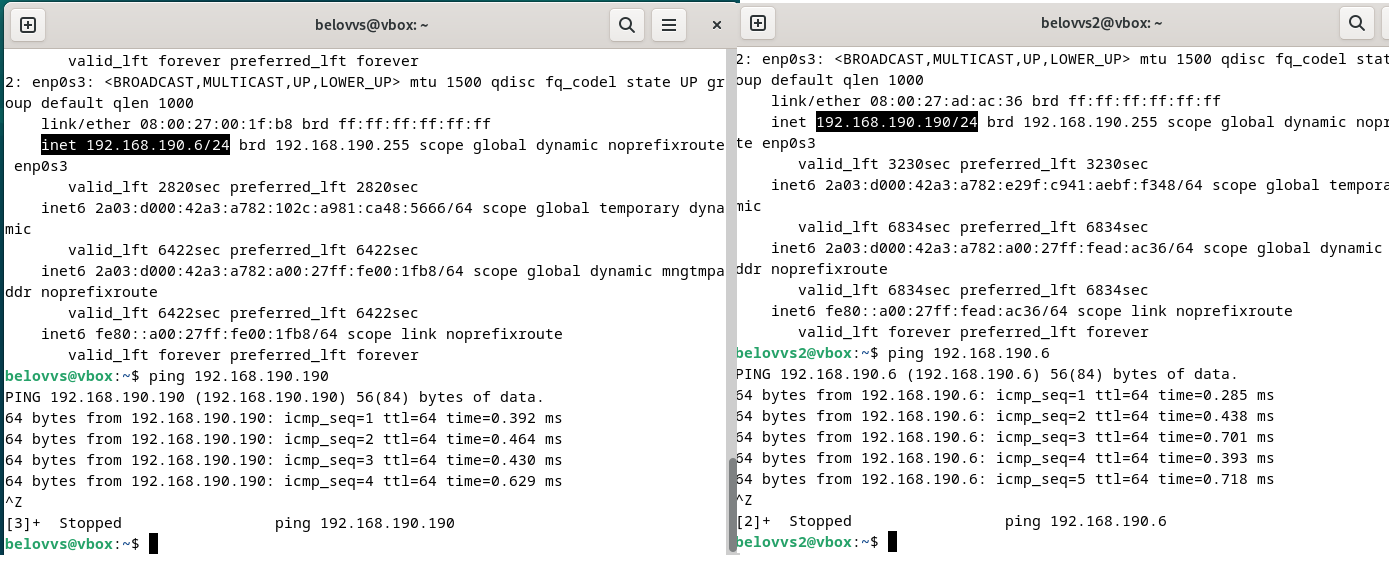 belovvs@vbox: ~
valid_lft forever preferred_lft forever
2: enp0s3: <BROADCAST,MULTICAST,UP,LOWER_UP> mtu 1500 qdisc fq_codel state UP gr
oup default qlen 1000
link/ether 08:00:27:00:1f:b8 brd ff:ff:ff:ff:ff:ff
inet 192.168.190.6/24 brd 192.168.190.255 scope global dynamic noprefixroute
enp0s3
valid_lft 2820sec preferred_lft 2820sec
inet6 2a03:d000:42a3:a782:102c:a981:ca48:5666/64 scope global temporary dyna
mic
valid_lft 6422sec preferred_lft 6422sec
inet6 2a03:d000:42a3:a782:a00:27ff:fe00:1fb8/64 scope global dynamic mngtmpa
ddr noprefixroute
valid_lft 6422sec preferred_lft 6422sec
inet6 fe80::a00:27ff:fe00:1fb8/64 scope link noprefixroute
valid_lft forever preferred_lft forever
belovvs@vbox:~$ ping 192.168.190.190
PING 192.168.190.190 (192.168.190.190) 56(84) bytes of data.
64 bytes from 192.168.190.190: icmp_seq=1 ttl=64 time=0.392 ms
64 bytes from 192.168.190.190: icmp_seq=2 ttl=64 time=0.464 ms
64 bytes from 192.168.190.190: icmp_seq=3 ttl=64 time=0.430 ms
64 bytes from 192.168.190.190: icmp_seq=4 ttl=64 time=0.629 ms
^Z
[3]+  Stopped                 ping 192.168.190.190
belovvs@vbox:~$
belovvs2@vbox: ~
2: enp0s3: <BROADCAST,MULTICAST,UP,LOWER_UP> mtu 1500 qdisc fq_codel stat
oup default qlen 1000
link/ether 08:00:27:ad:ac:36 brd ff:ff:ff:ff:ff:ff
inet 192.168.190.190/24 brd 192.168.190.255 scope global dynamic nopr
te enp0s3
valid_lft 3230sec preferred_lft 3230sec
inet6 2a03:d000:42a3:a782:e29f:c941:aebf:f348/64 scope global tempora
mic
valid_lft 6834sec preferred_lft 6834sec
inet6 2a03:d000:42a3:a782:a00:27ff:fead:ac36/64 scope global dynamic
ddr noprefixroute
valid_lft 6834sec preferred_lft 6834sec
inet6 fe80::a00:27ff:fead:ac36/64 scope link noprefixroute
valid_lft forever preferred_lft forever
belovvs2@vbox:~$ ping 192.168.190.6
PING 192.168.190.6 (192.168.190.6) 56(84) bytes of data.
64 bytes from 192.168.190.6: icmp_seq=1 ttl=64 time=0.285 ms
64 bytes from 192.168.190.6: icmp_seq=2 ttl=64 time=0.438 ms
64 bytes from 192.168.190.6: icmp_seq=3 ttl=64 time=0.701 ms
64 bytes from 192.168.190.6: icmp_seq=4 ttl=64 time=0.393 ms
64 bytes from 192.168.190.6: icmp_seq=5 ttl=64 time=0.718 ms
^Z
[2]+  Stopped                 ping 192.168.190.6
belovvs2@vbox:~$